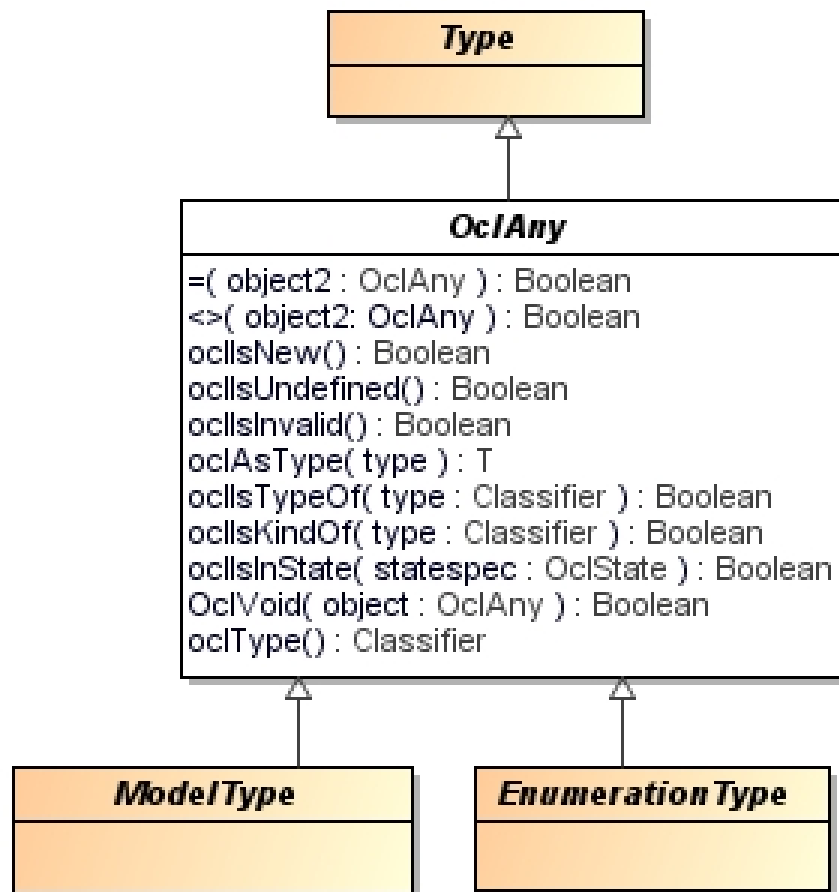 Type
OclAny
=( object2 : OclAny ) : Boolean
<>( object2: OclAny ) : Boolean
oclIsNew() : Boolean
oclIsUndefined() : Boolean
oclIsInvalid() : Boolean
oclAsType( type ) : T
oclIsTypeOf( type : Classifier ) : Boolean
oclIsKindOf( type : Classifier ) : Boolean
oclIsInState( statespec : OclState ) : Boolean
OclVoid( object : OclAny ) : Boolean
oclType() : Classifier
ModelType
EnumerationType